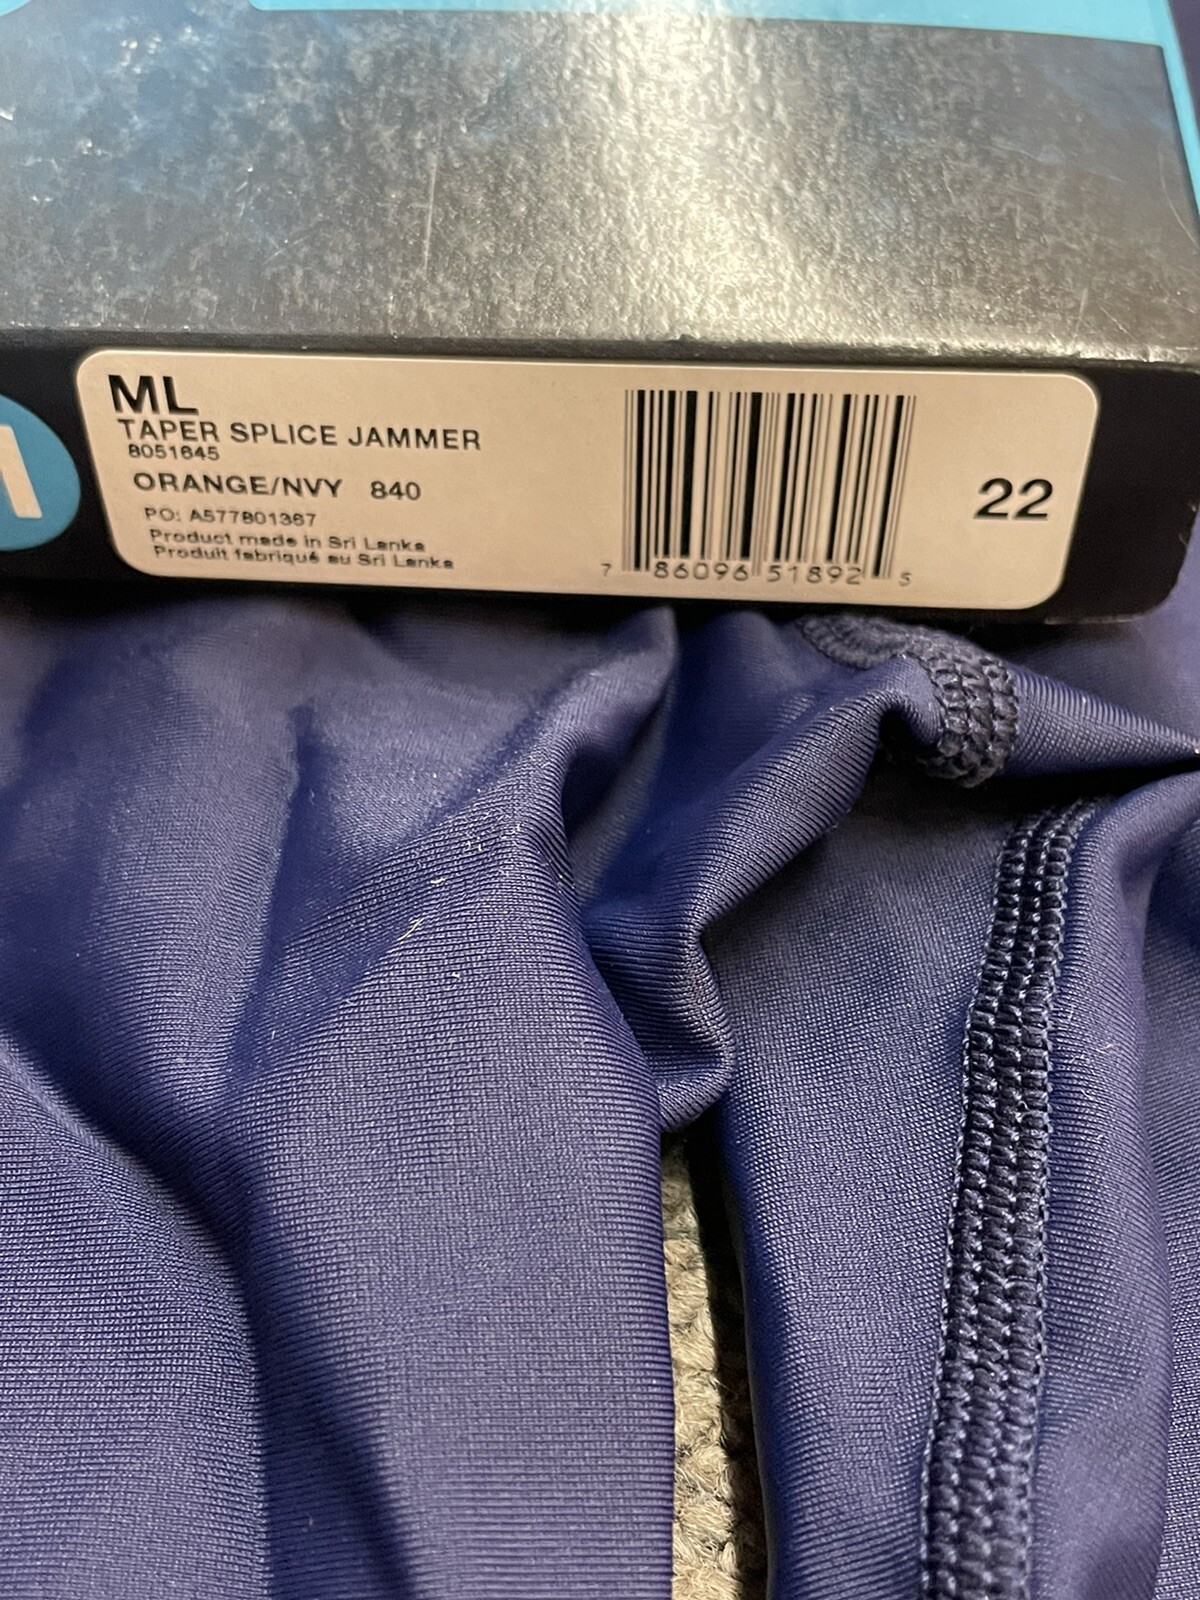 ML
TAPER SPLICE JAMMER
8051645
ORANGE/NVY 840
PO: A577801367
Product made in Sri Lanka
Produit fabriqué au Sri Lanka
7 86096 51892 5
22